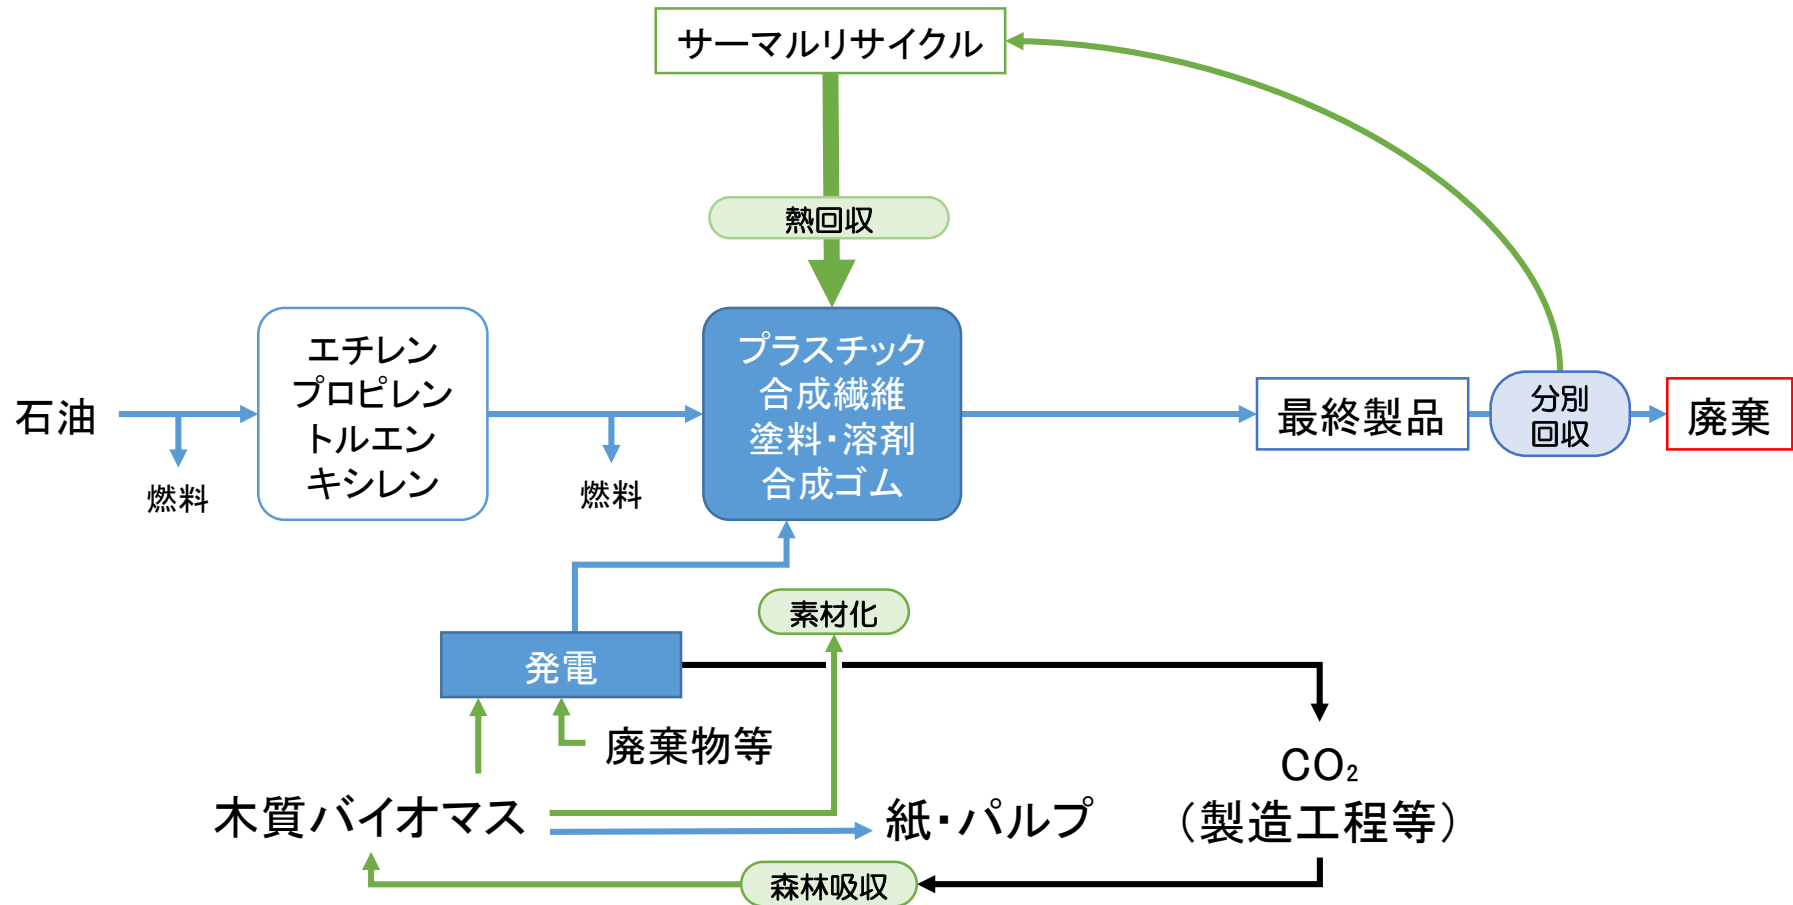 サーマルリサイクル
熱回収
石油
燃料
エチレン
プロピレン
トルエン
キシレン
燃料
プラスチック
合成繊維
塗料・溶剤
合成ゴム
最終製品
分別
回収
廃棄
素材化
発電
廃棄物等
木質バイオマス
紙・パルプ
CO₂
（製造工程等）
森林吸収